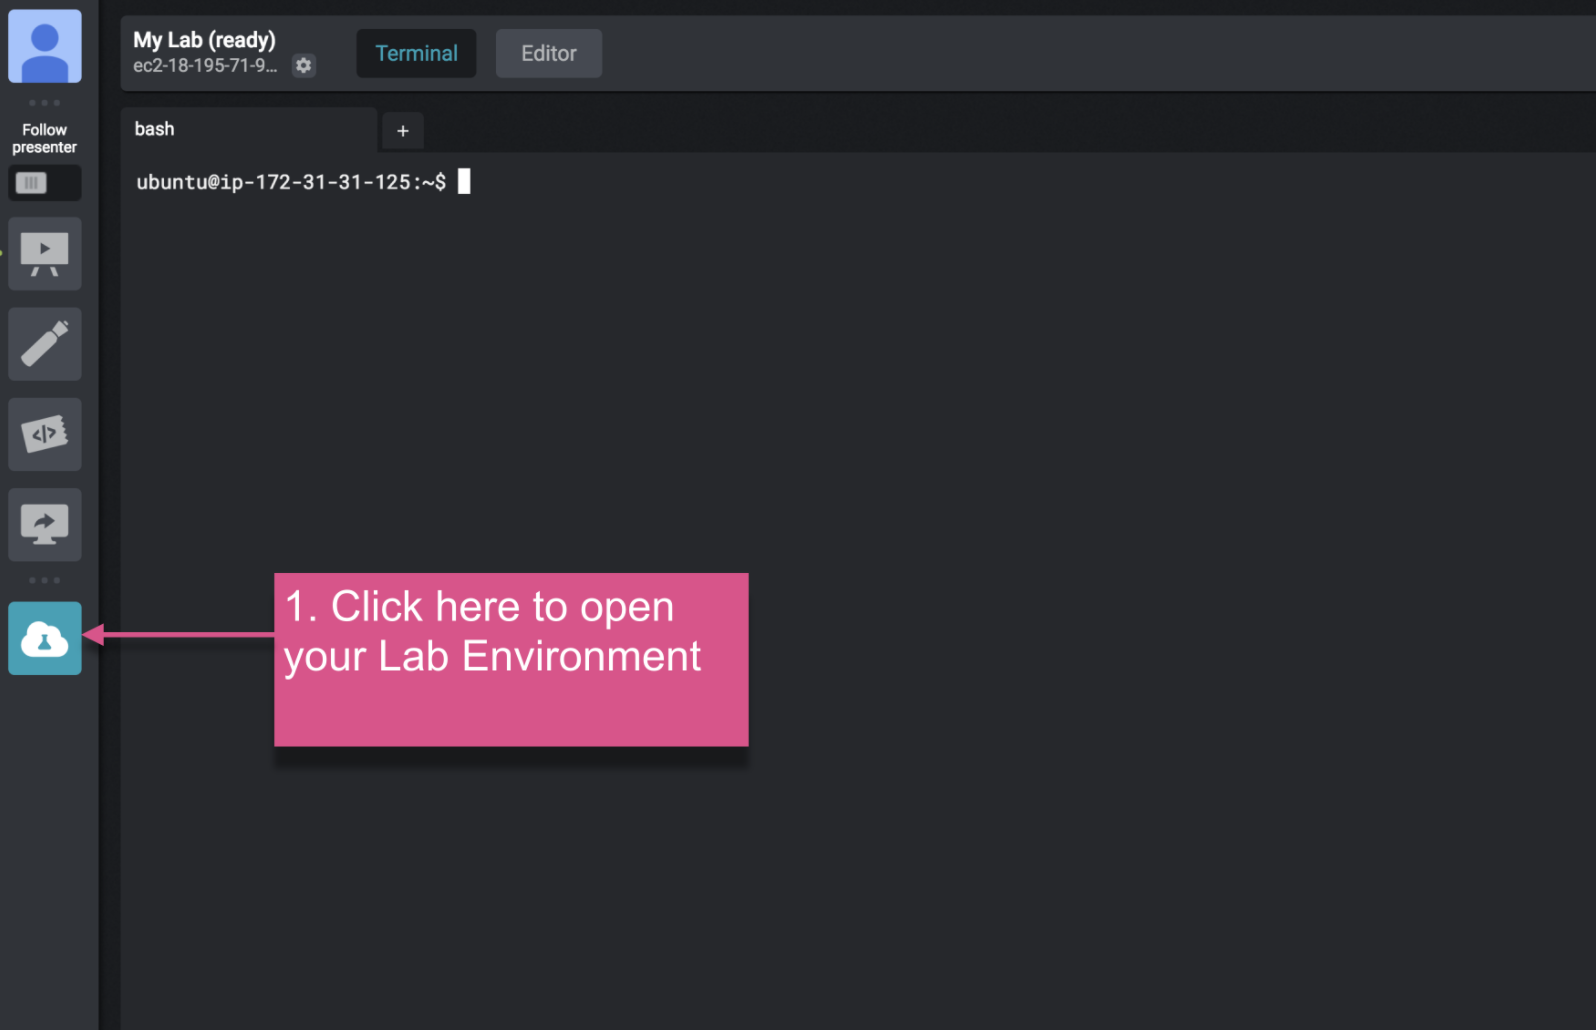 My Lab (ready)
ec2-18-195-71-9...
Terminal
Editor
Follow
presenter
bash
+
ubuntu@ip-172-31-31-125:~$
</>
1. Click here to open
your Lab Environment